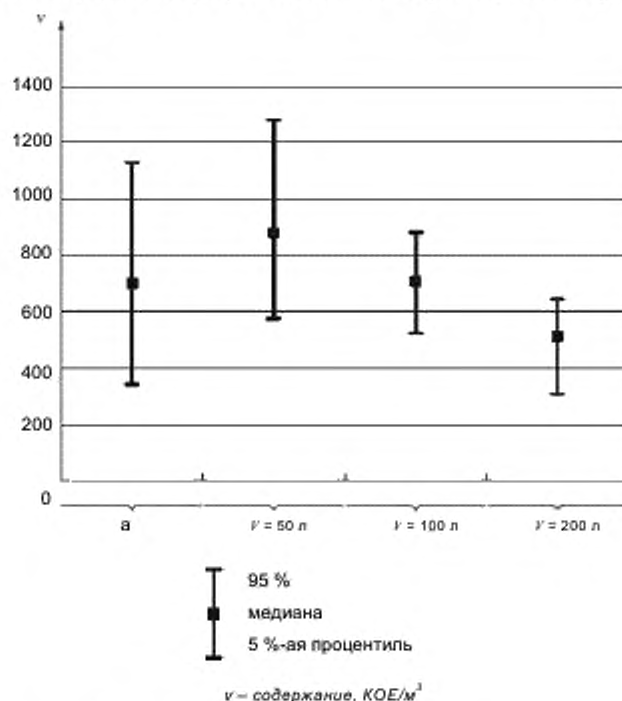 v
1400
1200
1000
800
600
400
200
0
а
V = 50 л
V = 100 л
V = 200 л
95 %
медиана
5 %-ая процентиль
v – содержание, КОЕ/м³